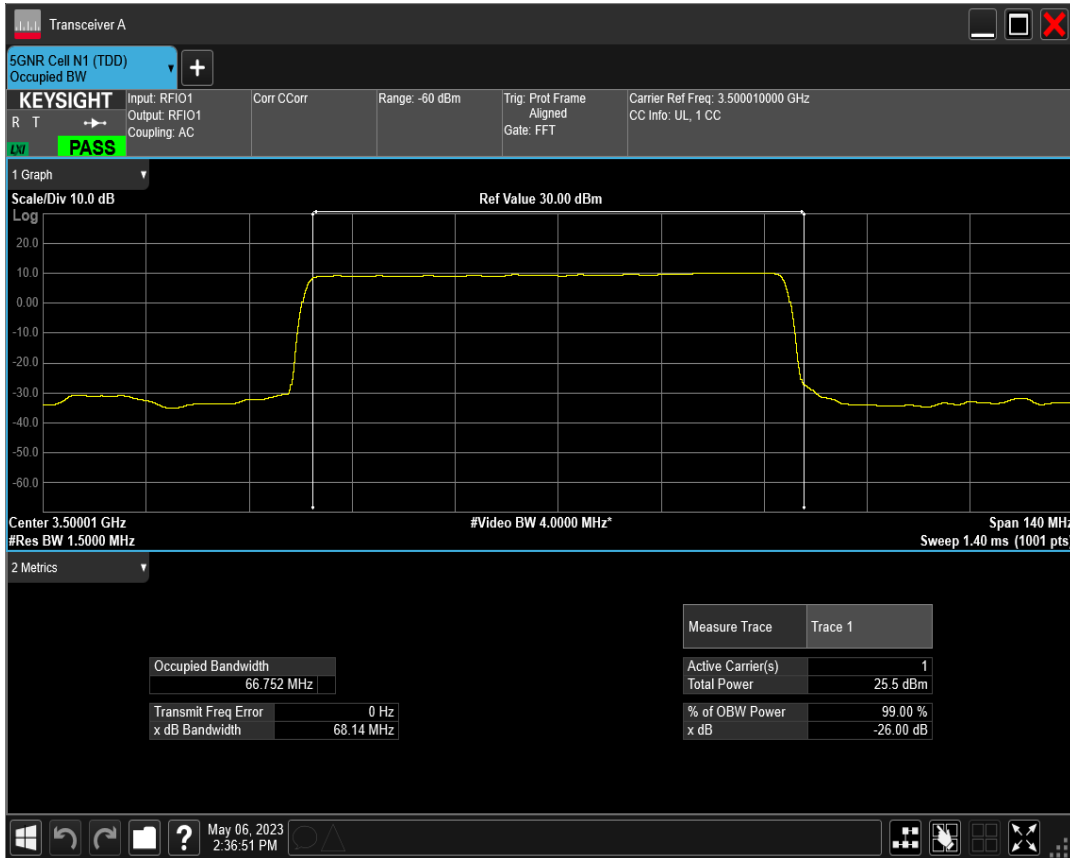 Transceiver A
5GNR Cell N1 (TDD)
Occupied BW
+
KEYSIGHT
R T
LXI
PASS
Input: RFIO1
Output: RFIO1
Coupling: AC
Corr CCorr
Range: -60 dBm
Trig: Prot Frame
Aligned
Gate: FFT
Carrier Ref Freq: 3.500010000 GHz
CC Info: UL, 1 CC
1 Graph
Scale/Div 10.0 dB
Ref Value 30.00 dBm
Log
20.0
10.0
0.00
-10.0
-20.0
-30.0
-40.0
-50.0
-60.0
Center 3.50001 GHz
#Video BW 4.0000 MHz*
Span 140 MHz
#Res BW 1.5000 MHz
Sweep 1.40 ms (1001 pts)
2 Metrics
Measure Trace Trace 1
Occupied Bandwidth
66.752 MHz
Active Carrier(s) 1
Total Power 25.5 dBm
Transmit Freq Error 0 Hz
x dB Bandwidth 68.14 MHz
% of OBW Power 99.00 %
x dB -26.00 dB
?
May 06, 2023
2:36:51 PM